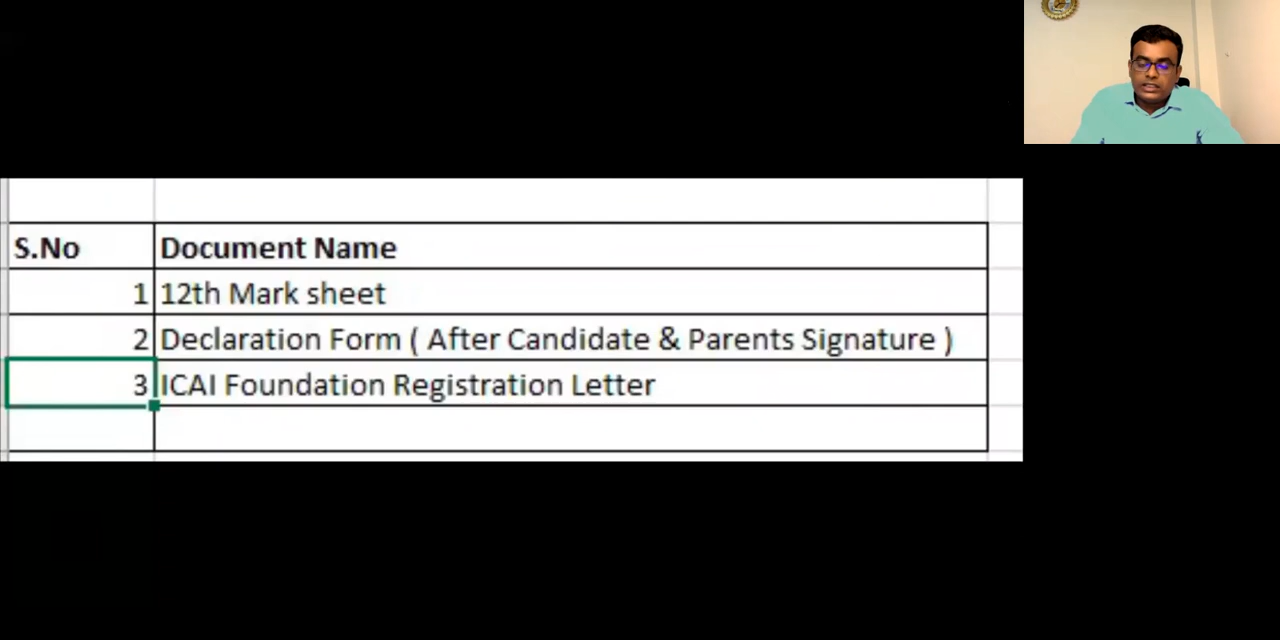 S.No Document Name
1 12th Mark sheet
2 Declaration Form ( After Candidate & Parents Signature )
3 ICAI Foundation Registration Letter